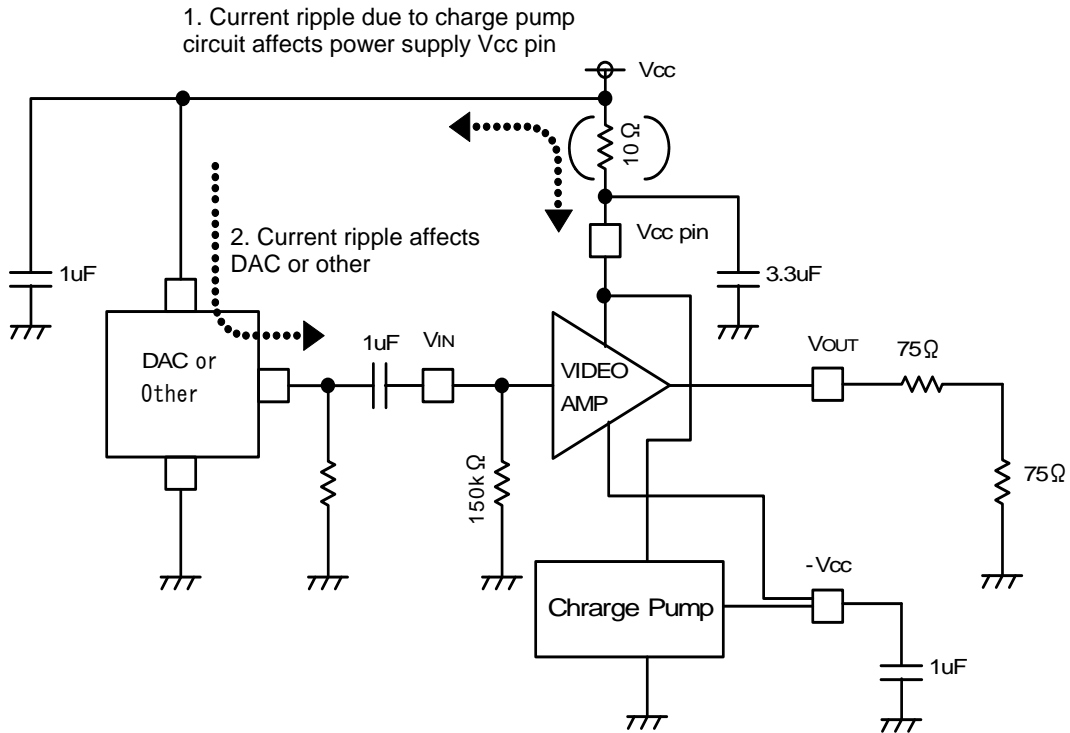 1. Current ripple due to charge pump
circuit affects power supply Vcc pin
Vcc
10Ω
Vcc pin
2. Current ripple affects
DAC or other
1uF
3.3uF
DAC or
Other
1uF
VIN
VIDEO
AMP
VOUT
75Ω
75Ω
150kΩ
-Vcc
Chrarge Pump
1uF